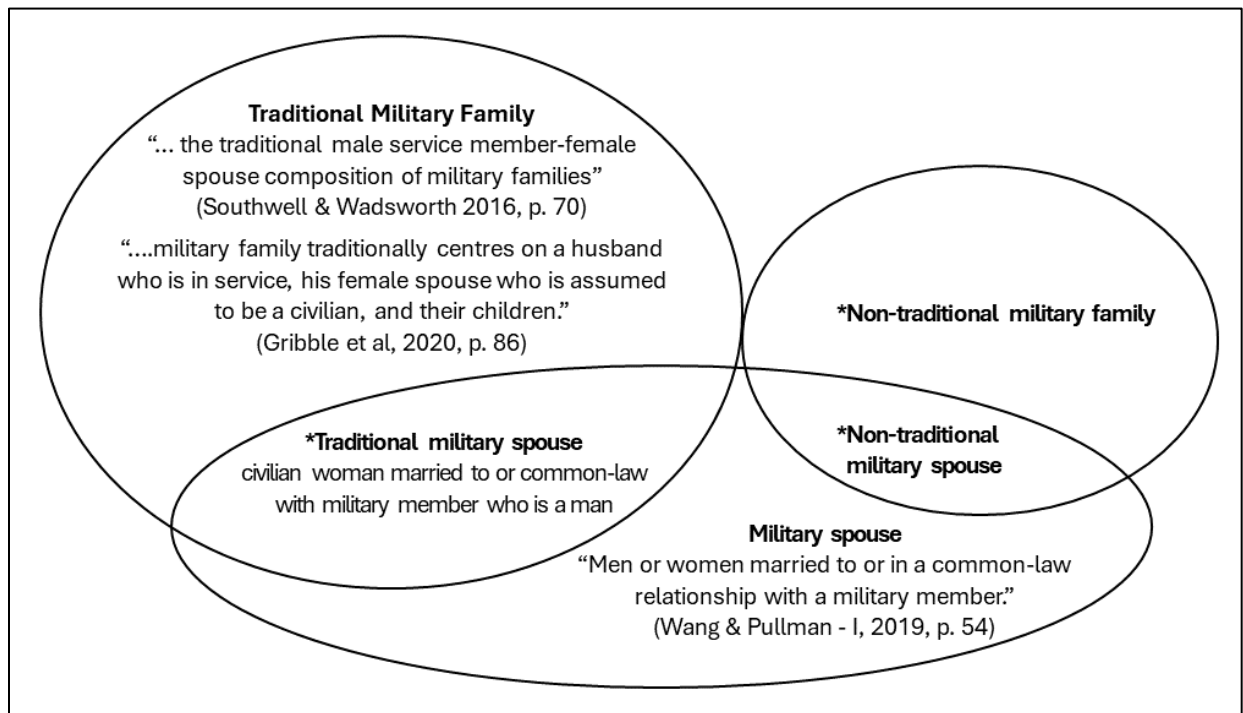 Traditional Military Family
“... the traditional male service member-female
spouse composition of military families”
(Southwell & Wadsworth 2016, p. 70)
“....military family traditionally centres on a husband
who is in service, his female spouse who is assumed
to be a civilian, and their children.”
(Gribble et al, 2020, p. 86)
*Non-traditional military family
*Traditional military spouse
civilian woman married to or common-law
with military member who is a man
*Non-traditional
military spouse
Military spouse
“Men or women married to or in a common-law
relationship with a military member.”
(Wang & Pullman - I, 2019, p. 54)